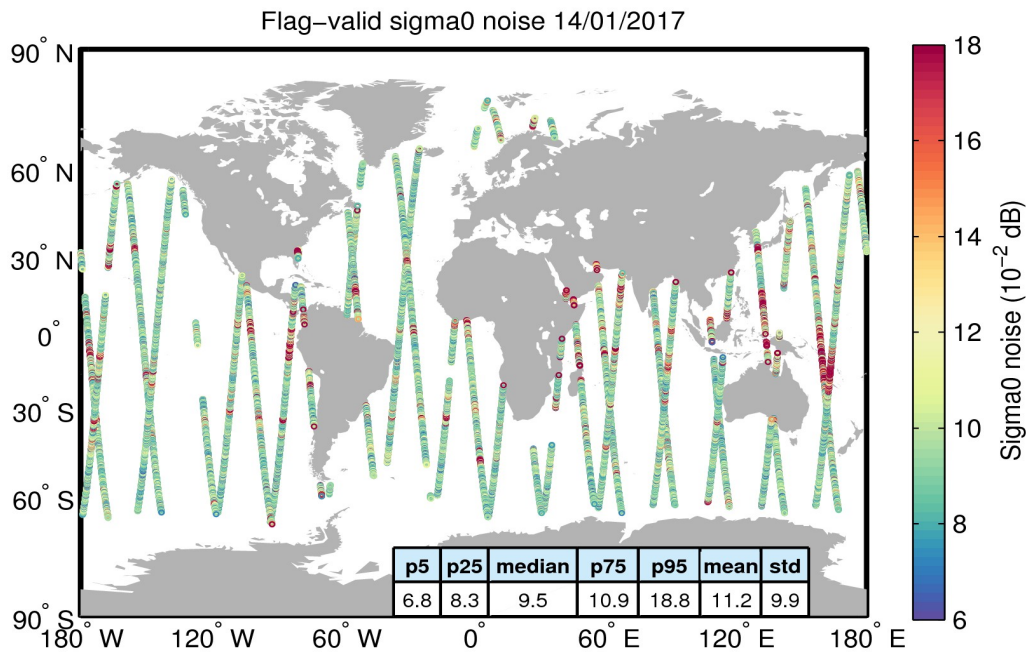 Flag−valid sigma0 noise 14/01/2017
90° N
60° N
30° N
0°
30° S
60° S
90° S
180° W
120° W
60° W
0°
60° E
120° E
180° E
p5 p25 median p75 p95 mean std
6.8 8.3 9.5 10.9 18.8 11.2 9.9
18
16
14
12
10
8
6
Sigma0 noise (10⁻² dB)